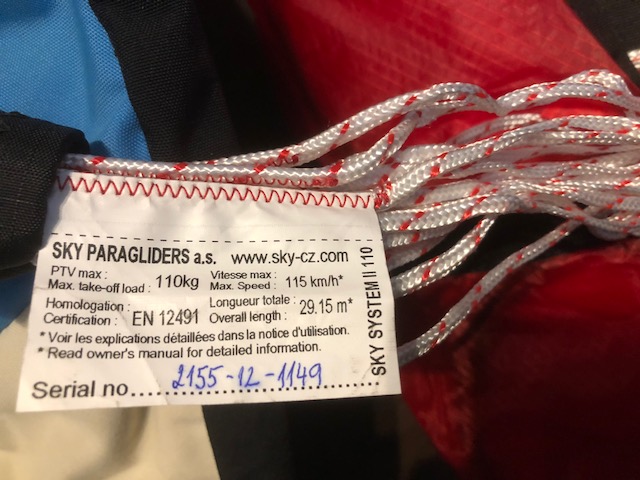 SKY PARAGLIDERS a.s. www.sky-cz.com
PTV max : Vitesse max :
Max. take-off load : 110kg Max. Speed : 115 km/h*
Homologation : Longueur totale :
Certification : EN 12491 Overall length : 29.15 m*
* Voir les explications détaillées dans la notice d'utilisation.
* Read owner's manual for detailed information.
Serial no. 2155-12-1149
SKY SYSTEM II 110